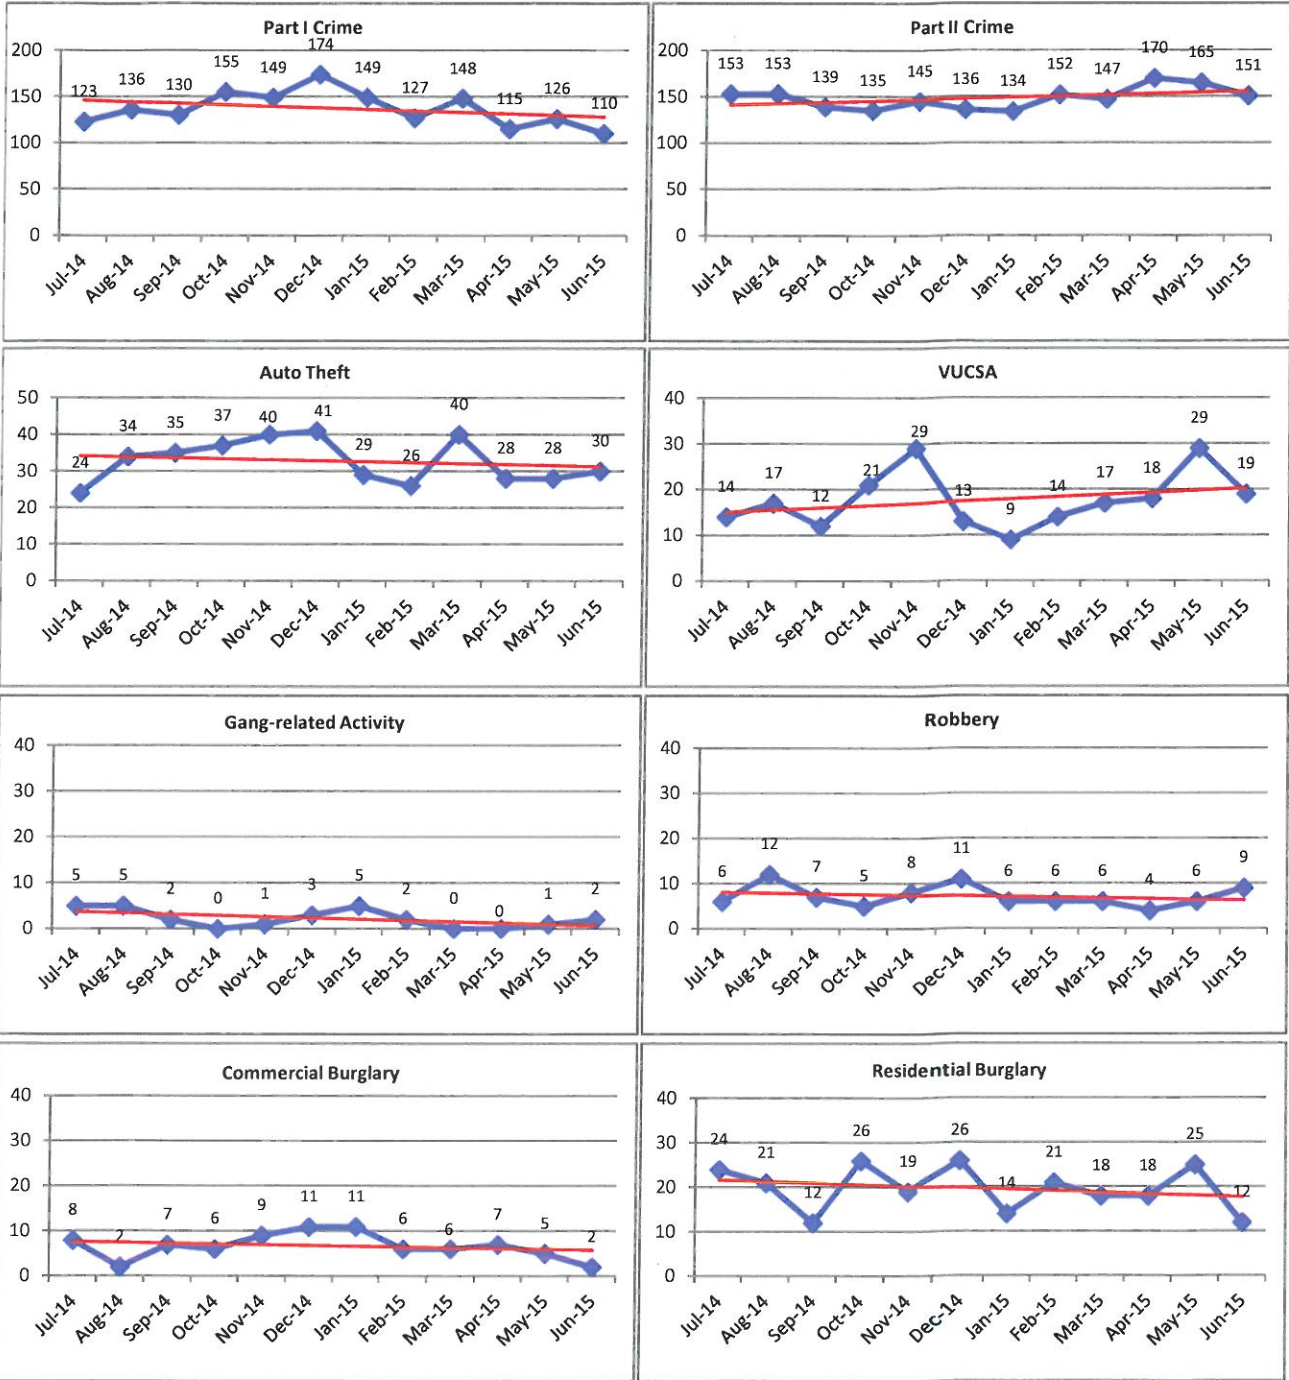 Part I Crime
200
150
100
50
0
123
136
130
155
149
174
149
127
148
115
126
110
Jul-14
Aug-14
Sep-14
Oct-14
Nov-14
Dec-14
Jan-15
Feb-15
Mar-15
Apr-15
May-15
Jun-15
Part II Crime
200
150
100
50
0
153
153
139
135
145
136
134
152
147
170
165
151
Jul-14
Aug-14
Sep-14
Oct-14
Nov-14
Dec-14
Jan-15
Feb-15
Mar-15
Apr-15
May-15
Jun-15
Auto Theft
50
40
30
20
10
0
24
34
35
37
40
41
29
26
40
28
28
30
Jul-14
Aug-14
Sep-14
Oct-14
Nov-14
Dec-14
Jan-15
Feb-15
Mar-15
Apr-15
May-15
Jun-15
VUCSA
40
30
20
10
0
14
17
12
21
29
13
9
14
17
18
29
19
Jul-14
Aug-14
Sep-14
Oct-14
Nov-14
Dec-14
Jan-15
Feb-15
Mar-15
Apr-15
May-15
Jun-15
Gang-related Activity
40
30
20
10
0
5
5
2
0
1
3
5
2
0
0
1
2
Jul-14
Aug-14
Sep-14
Oct-14
Nov-14
Dec-14
Jan-15
Feb-15
Mar-15
Apr-15
May-15
Jun-15
Robbery
40
30
20
10
0
6
12
7
5
8
11
6
6
6
4
6
9
Jul-14
Aug-14
Sep-14
Oct-14
Nov-14
Dec-14
Jan-15
Feb-15
Mar-15
Apr-15
May-15
Jun-15
Commercial Burglary
40
30
20
10
0
8
2
7
6
9
11
11
6
6
7
5
2
Jul-14
Aug-14
Sep-14
Oct-14
Nov-14
Dec-14
Jan-15
Feb-15
Mar-15
Apr-15
May-15
Jun-15
Residential Burglary
40
30
20
10
0
24
21
12
26
19
26
14
21
18
18
25
12
Jul-14
Aug-14
Sep-14
Oct-14
Nov-14
Dec-14
Jan-15
Feb-15
Mar-15
Apr-15
May-15
Jun-15